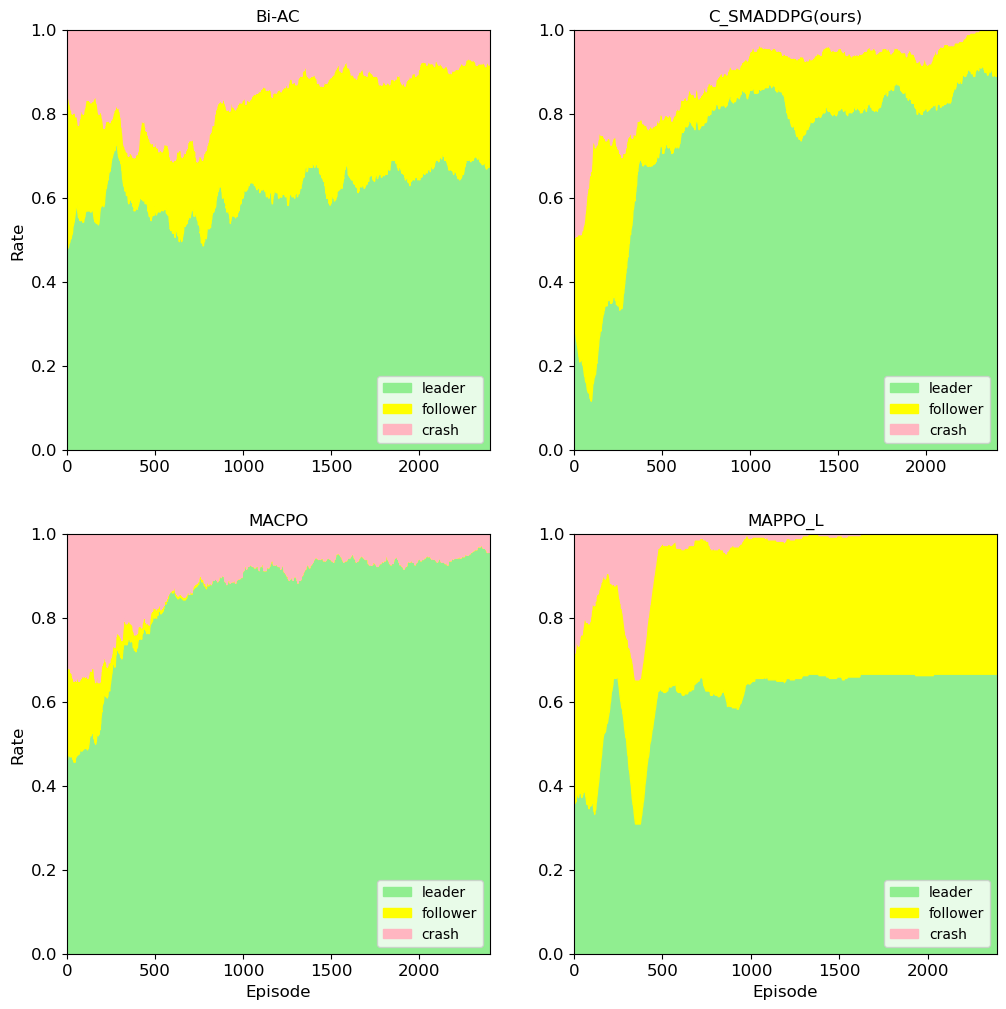 Bi-AC
1.0
0.8
0.6
0.4
0.2
0.0
Rate
0
500
1000
1500
2000
leader
follower
crash
C_SMADDPG(ours)
1.0
0.8
0.6
0.4
0.2
0.0
0
500
1000
1500
2000
leader
follower
crash
MACPO
1.0
0.8
0.6
0.4
0.2
0.0
Rate
0
500
1000
1500
2000
Episode
leader
follower
crash
MAPPO_L
1.0
0.8
0.6
0.4
0.2
0.0
0
500
1000
1500
2000
Episode
leader
follower
crash